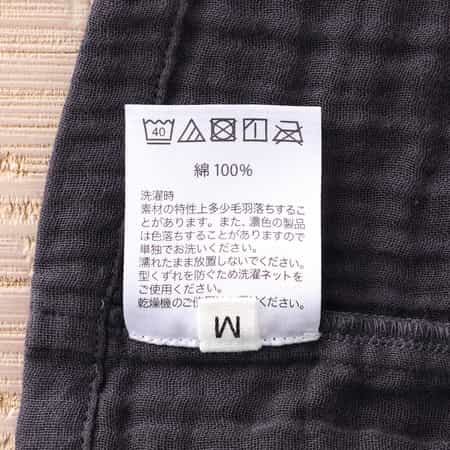 40
綿 100%
洗濯時
素材の特性上多少毛羽落ちするこ
とがあります。また、濃色の製品
は色落ちすることがありますので
単独でお洗いください。
濡れたまま放置しないでください。
型くずれを防ぐため洗濯ネットを
ご使用ください。
乾燥機のご使用ください。
M